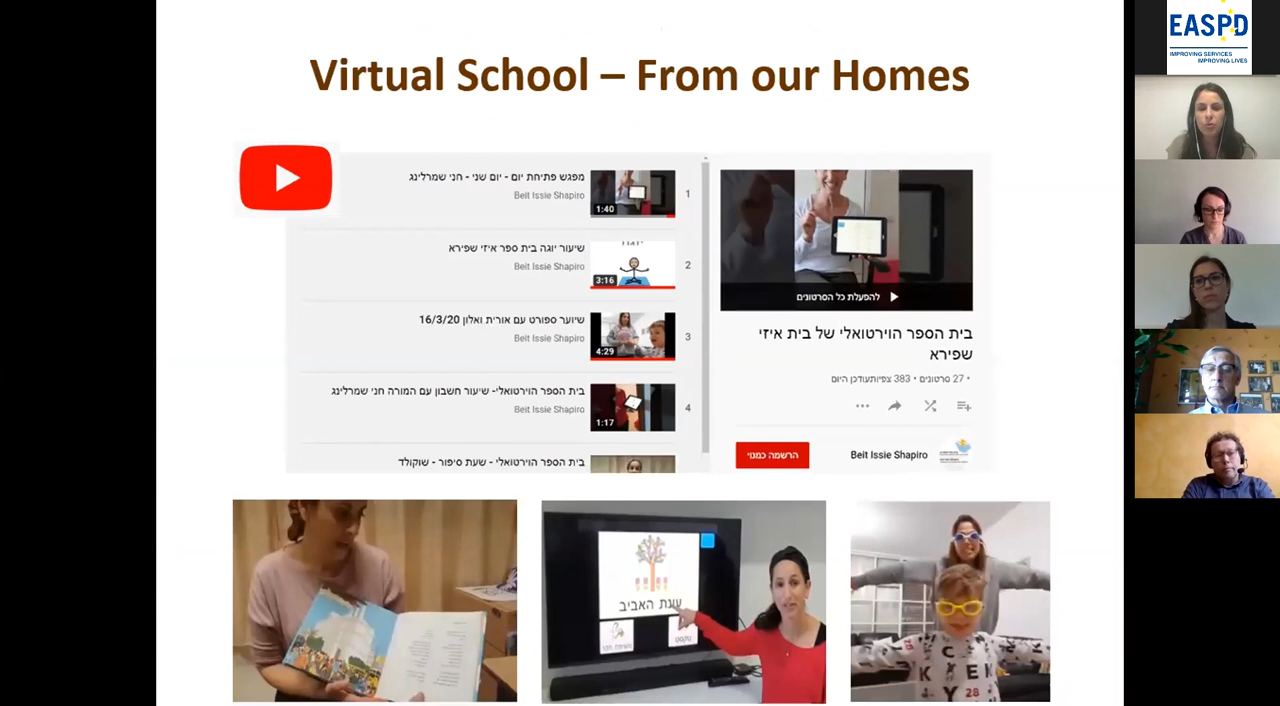 Virtual School – From our Homes
EASPD
IMPROVING SERVICES
IMPROVING LIVES
מפגש פתיחת יום - יום שני - חני שמרלינג
Beit Issie Shapiro
1:40
1
שיעור יוגה בית ספר איזי שפירא
Beit Issie Shapiro
3:16
2
שיוער ספורט עם אורית ואלון 16/3/20
Beit Issie Shapiro
4:29
3
בית הספר הוירטואלי- שיעור חשבון עם המורה חני שמרלינג
Beit Issie Shapiro
1:17
4
בית הספר הוירטואלי - שעת סיפור - שוקולד
להפעלת כל הסרטונים
בית הספר הוירטואלי של בית איזי
שפירא
27 סרטונים • 383 צפיותעודכן היום
הרשמה כמנוי
Beit Issie Shapiro
עונת האביב
טקסט
C
K E
Y
28